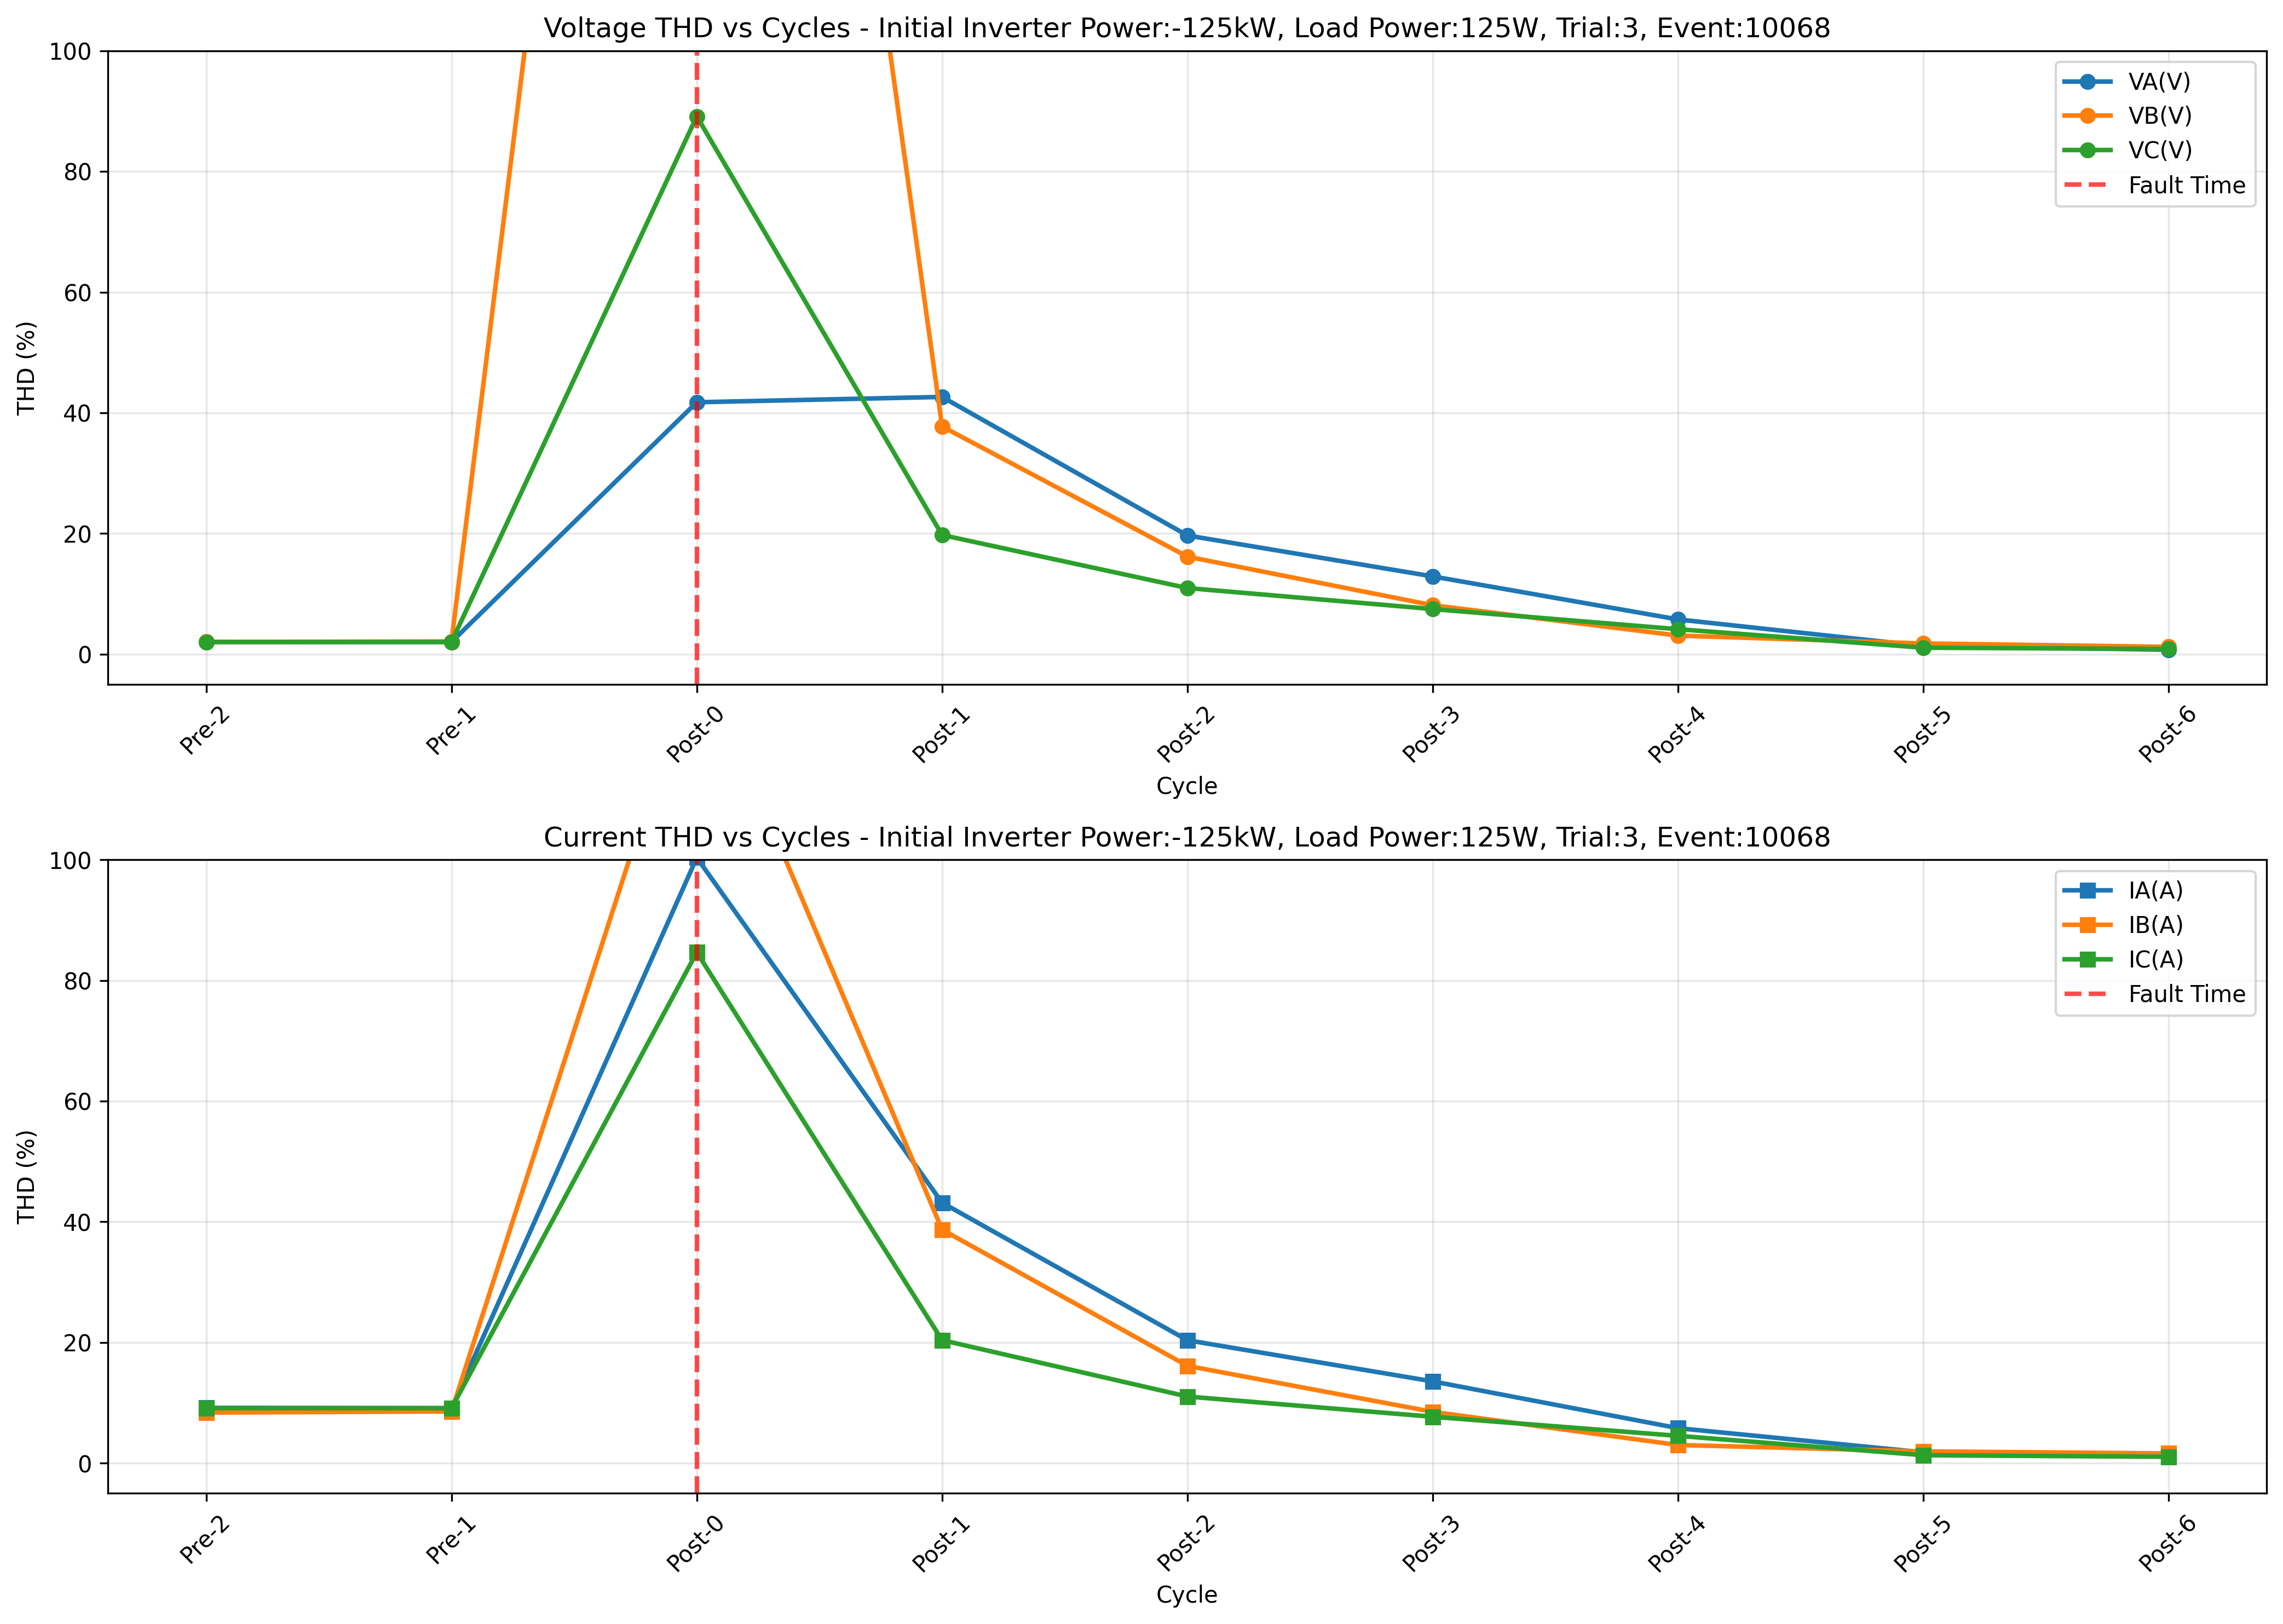 Voltage THD vs Cycles - Initial Inverter Power:-125kW, Load Power:125W, Trial:3, Event:10068
THD (%)
100
80
60
40
20
0
VA(V)
VB(V)
VC(V)
Fault Time
Pre-2
Pre-1
Post-0
Post-1
Post-2
Post-3
Post-4
Post-5
Post-6
Cycle
Current THD vs Cycles - Initial Inverter Power:-125kW, Load Power:125W, Trial:3, Event:10068
THD (%)
100
80
60
40
20
0
IA(A)
IB(A)
IC(A)
Fault Time
Pre-2
Pre-1
Post-0
Post-1
Post-2
Post-3
Post-4
Post-5
Post-6
Cycle